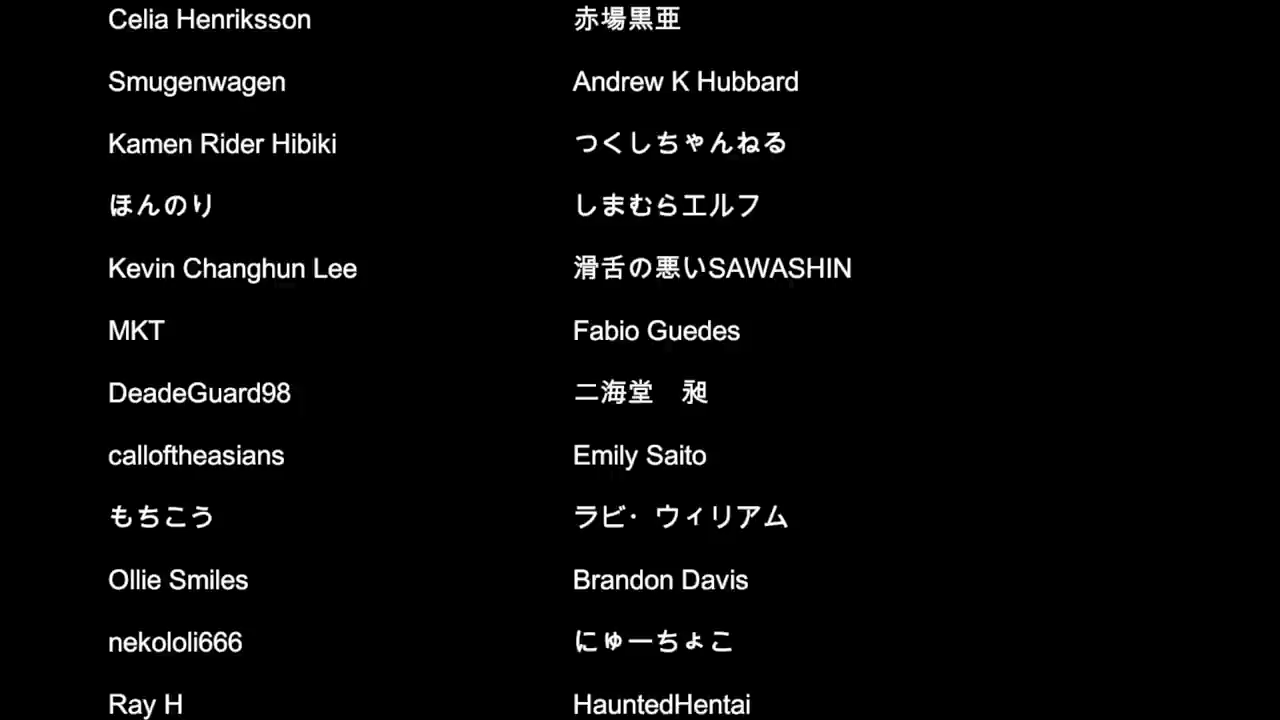 Celia Henriksson
赤場黒亜
Smugenwagen
Andrew K Hubbard
Kamen Rider Hibiki
つくしちゃんねる
ほんのり
しまむらエルフ
Kevin Changhun Lee
滑舌の悪いSAWASHIN
MKT
Fabio Guedes
DeadeGuard98
二海堂　昶
calloftheasians
Emily Saito
もちこう
ラビ·ウィリアム
Ollie Smiles
Brandon Davis
nekololi666
にゅーちょこ
Ray H
HauntedHentai